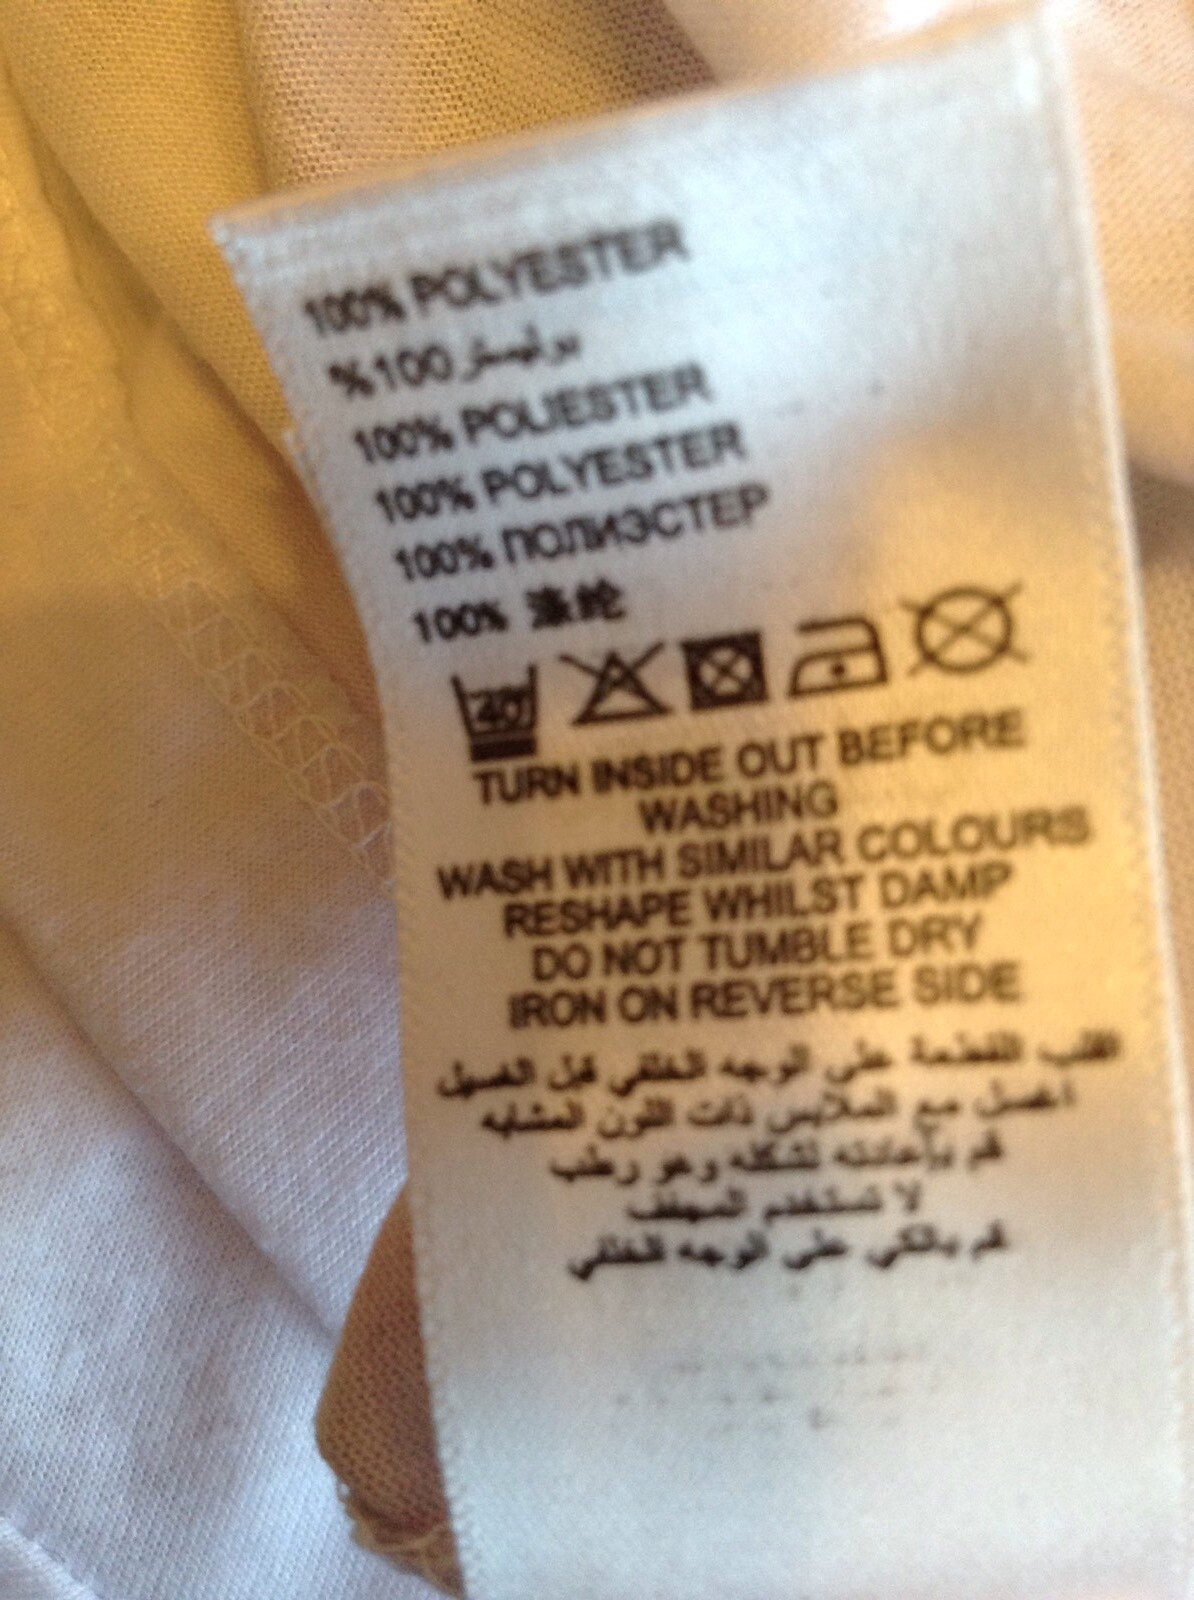 100% POLYESTER
%100 بوليستر
100% POLIESTER
100% POLYESTER
100% ПОЛИЭСТЕР
100% 涤纶
40
TURN INSIDE OUT BEFORE
WASHING
WASH WITH SIMILAR COLOURS
RESHAPE WHILST DAMP
DO NOT TUMBLE DRY
IRON ON REVERSE SIDE
اقلب القطعة على الوجه الخلفي قبل الغسيل
اغسل مع الملابس ذات اللون المشابه
قم بإعادته لشكله وهو رطب
لا تستخدم المجفف
قم بالكي على الوجه الخلفي